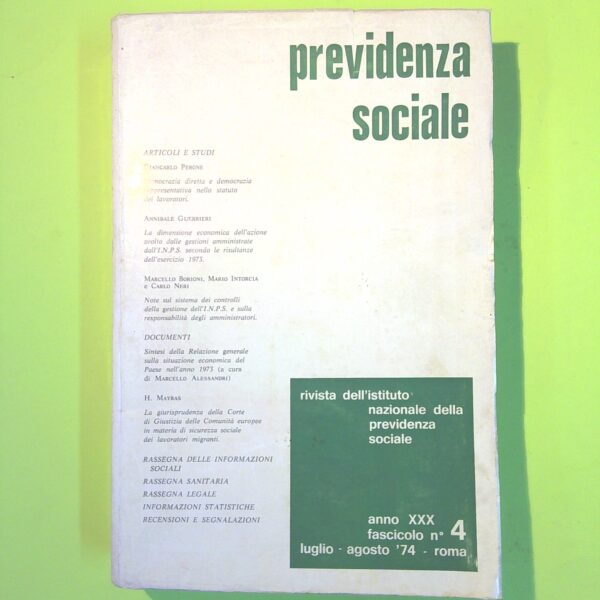 previdenza
sociale
ARTICOLI E STUDI
GIANCARLO PERONE
Democrazia diretta e democrazia
rappresentativa nello statuto
dei lavoratori.
ANNIBALE GUERRIERI
La dimensione economica dell'azione
svolta dalle gestioni amministrate
dall'I.N.P.S. secondo le risultanze
dell'esercizio 1973.
MARCELLO BORIONI, MARIO INTORCIA
E CARLO NERI
Note sul sistema dei controlli
della gestione dell'I.N.P.S. e sulla
responsabilità degli amministratori.
DOCUMENTI
Sintesi della Relazione generale
sulla situazione economica del
Paese nell'anno 1973 (a cura
di MARCELLO ALESSANDRI)
H. MAYRAS
La giurisprudenza della Corte
di Giustizia delle Comunità europee
in materia di sicurezza sociale
dei lavoratori migranti.
RASSEGNA DELLE INFORMAZIONI
SOCIALI
RASSEGNA SANITARIA
RASSEGNA LEGALE
INFORMAZIONI STATISTICHE
RECENSIONI E SEGNALAZIONI
rivista dell'istituto
nazionale della
previdenza
sociale
anno XXX
fascicolo n° 4
luglio - agosto '74 - roma